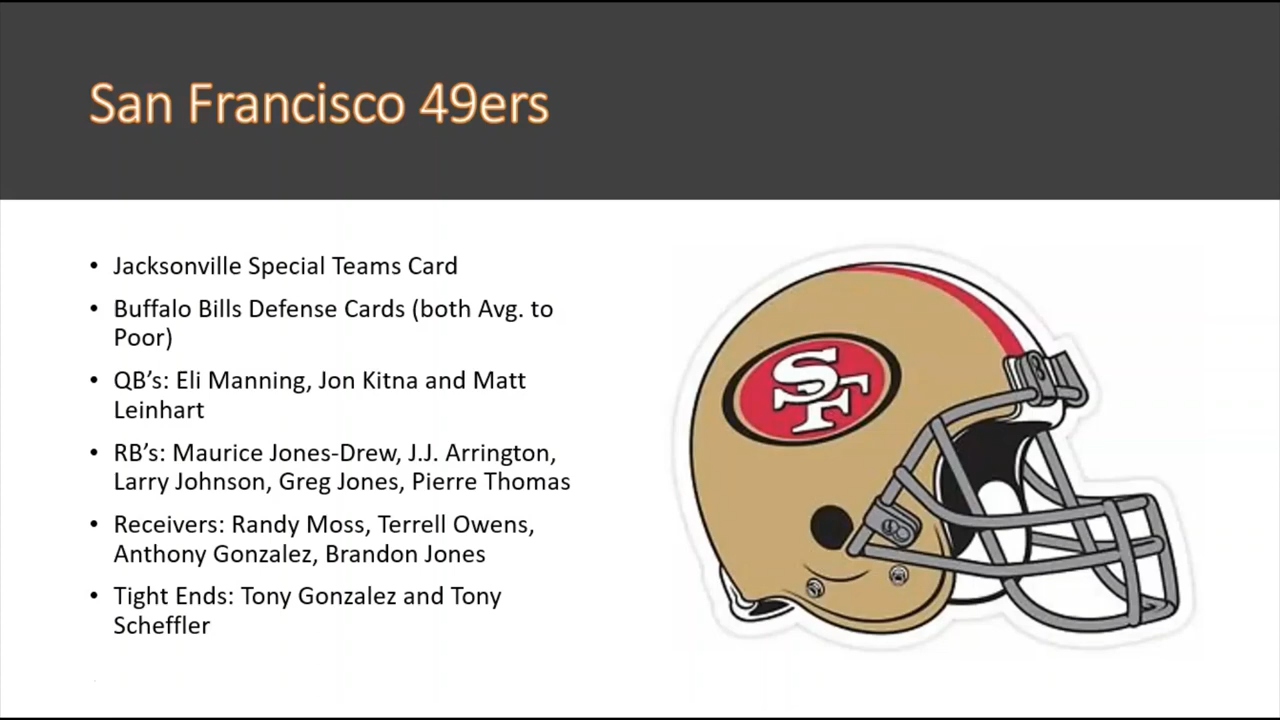 San Francisco 49ers
• Jacksonville Special Teams Card
• Buffalo Bills Defense Cards (both Avg. to
Poor)
• QB’s: Eli Manning, Jon Kitna and Matt
Leinhart
• RB’s: Maurice Jones-Drew, J.J. Arrington,
Larry Johnson, Greg Jones, Pierre Thomas
• Receivers: Randy Moss, Terrell Owens,
Anthony Gonzalez, Brandon Jones
• Tight Ends: Tony Gonzalez and Tony
Scheffler
SF